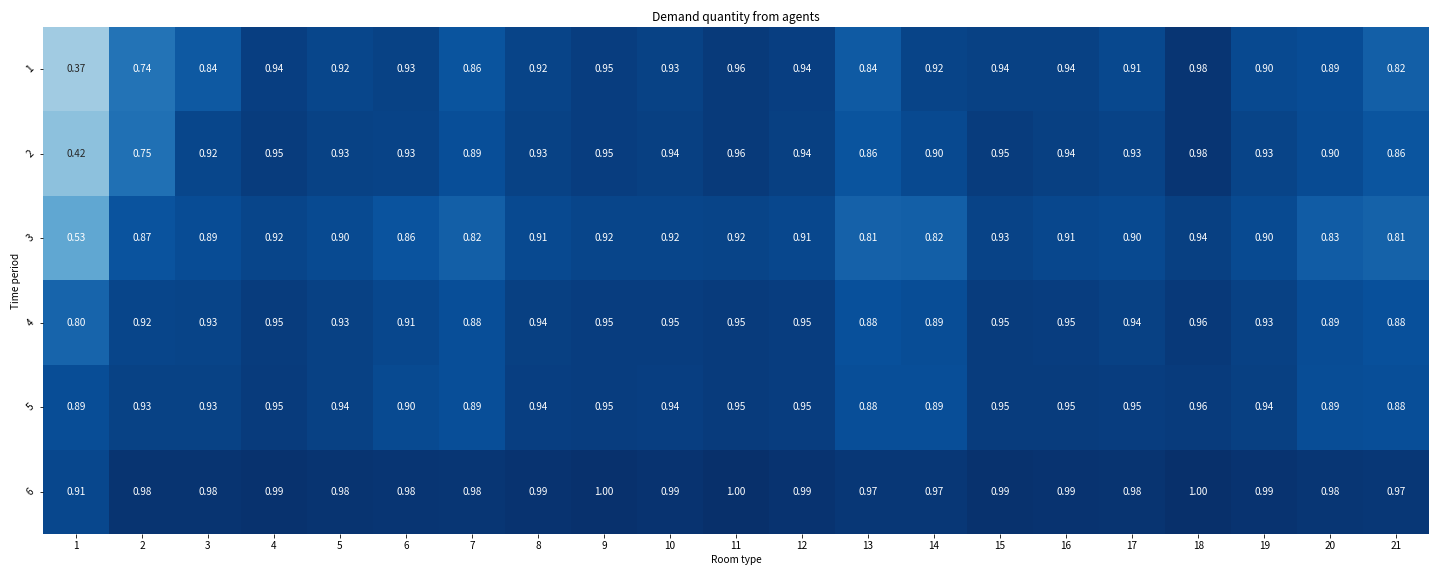 Demand quantity from agents
Time period
1 0.37 0.74 0.84 0.94 0.92 0.93 0.86 0.92 0.95 0.93 0.96 0.94 0.84 0.92 0.94 0.94 0.91 0.98 0.90 0.89 0.82
2 0.42 0.75 0.92 0.95 0.93 0.93 0.89 0.93 0.95 0.94 0.96 0.94 0.86 0.90 0.95 0.94 0.93 0.98 0.93 0.90 0.86
3 0.53 0.87 0.89 0.92 0.90 0.86 0.82 0.91 0.92 0.92 0.92 0.91 0.81 0.82 0.93 0.91 0.90 0.94 0.90 0.83 0.81
4 0.80 0.92 0.93 0.95 0.93 0.91 0.88 0.94 0.95 0.95 0.95 0.95 0.88 0.89 0.95 0.95 0.94 0.96 0.93 0.89 0.88
5 0.89 0.93 0.93 0.95 0.94 0.90 0.89 0.94 0.95 0.94 0.95 0.95 0.88 0.89 0.95 0.95 0.95 0.96 0.94 0.89 0.88
6 0.91 0.98 0.98 0.99 0.98 0.98 0.98 0.99 1.00 0.99 1.00 0.99 0.97 0.97 0.99 0.99 0.98 1.00 0.99 0.98 0.97
1 2 3 4 5 6 7 8 9 10 11 12 13 14 15 16 17 18 19 20 21
Room type